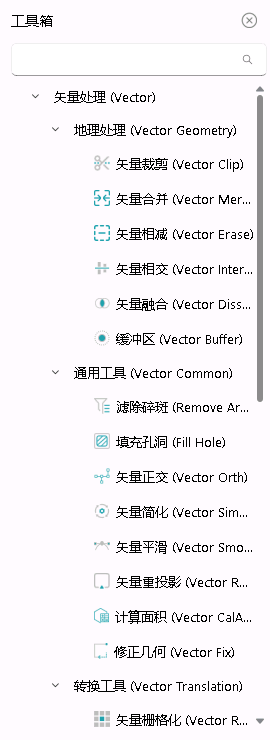 工具箱
矢量处理 (Vector)
地理处理 (Vector Geometry)
矢量裁剪 (Vector Clip)
矢量合并 (Vector Mer...
矢量相减 (Vector Erase)
矢量相交 (Vector Inter...
矢量融合 (Vector Diss...
缓冲区 (Vector Buffer)
通用工具 (Vector Common)
滤除碎斑 (Remove Ar...
填充孔洞 (Fill Hole)
矢量正交 (Vector Orth)
矢量简化 (Vector Sim...
矢量平滑 (Vector Smo...
矢量重投影 (Vector R...
计算面积 (Vector CalA...
修正几何 (Vector Fix)
转换工具 (Vector Translation)
矢量栅格化 (Vector R...